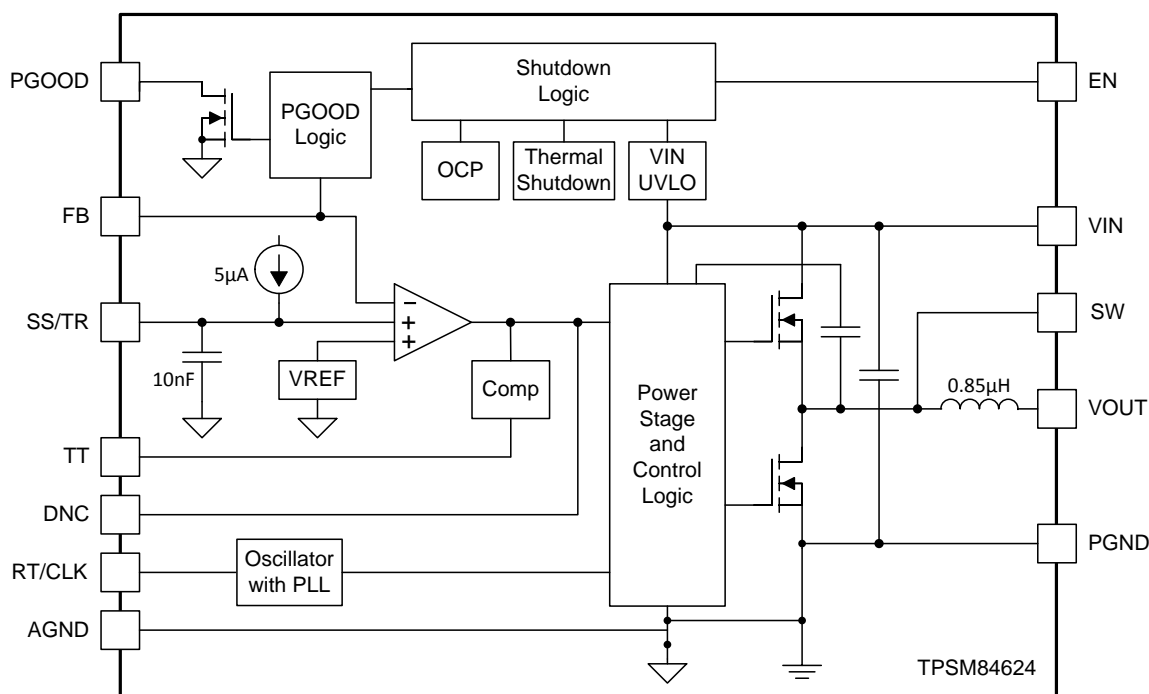 PGOOD
Shutdown
Logic
EN
PGOOD
Logic
OCP
Thermal
Shutdown
VIN
UVLO
FB
VIN
5µA
SS/TR
−
+
+
SW
10nF
VREF
Comp
Power
Stage
and
Control
Logic
0.85µH
VOUT
TT
DNC
PGND
RT/CLK
Oscillator
with PLL
AGND
TPSM84624